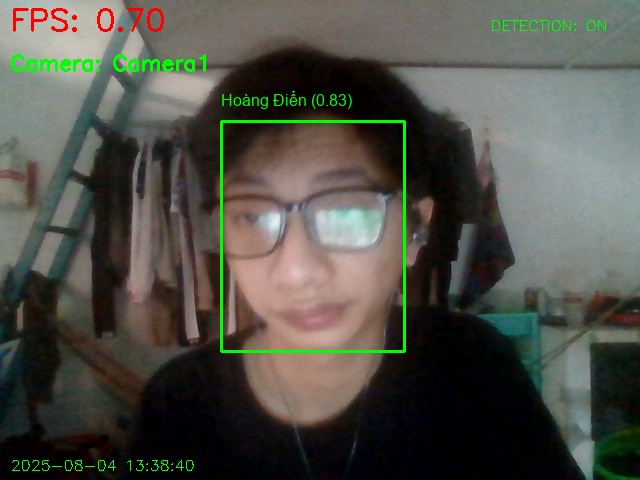 FPS: 0.70
DETECTION: ON
Camera: Camera1
Hoàng Điển (0.83)
2025-08-04 13:38:40